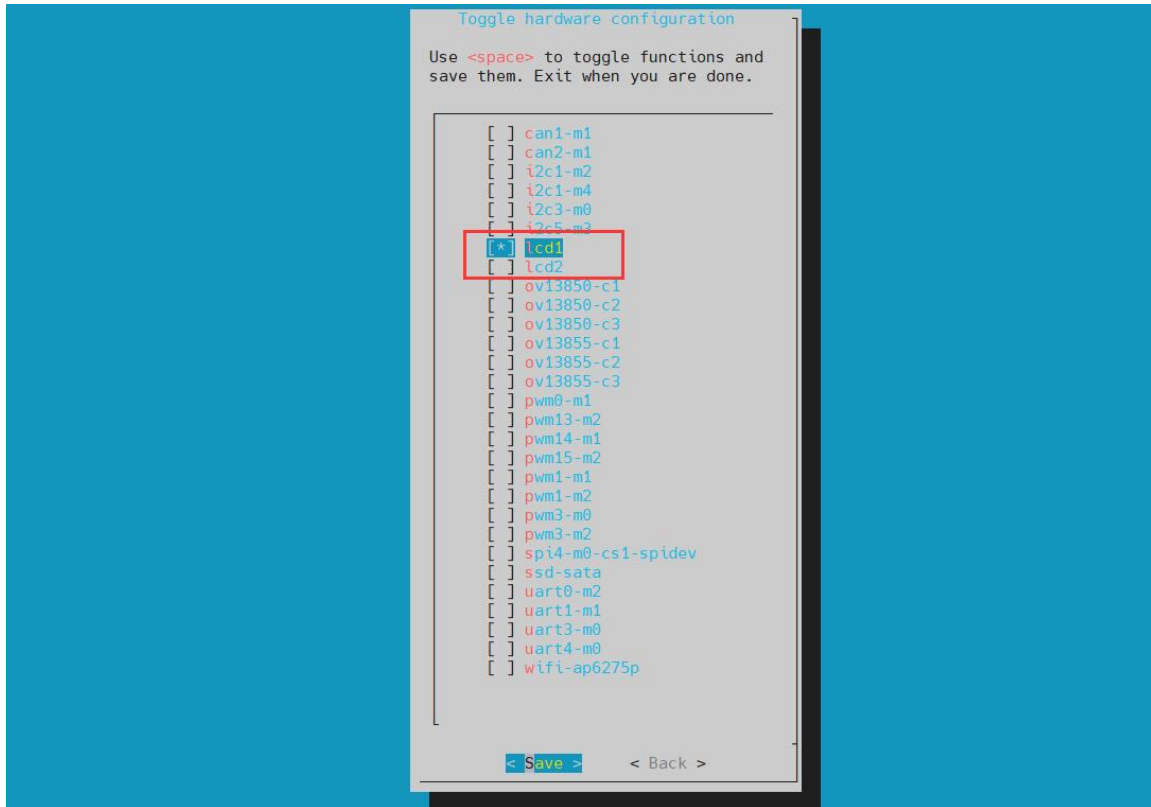 Toggle hardware configuration
Use <space> to toggle functions and
save them. Exit when you are done.
[ ] can1-m1
[ ] can2-m1
[ ] i2c1-m2
[ ] i2c1-m4
[ ] i2c3-m0
[ ] i2c5-m3
[*] lcd1
[ ] lcd2
[ ] ov13850-c1
[ ] ov13850-c2
[ ] ov13850-c3
[ ] ov13855-c1
[ ] ov13855-c2
[ ] ov13855-c3
[ ] pwm0-m1
[ ] pwm13-m2
[ ] pwm14-m1
[ ] pwm15-m2
[ ] pwm1-m1
[ ] pwm1-m2
[ ] pwm3-m0
[ ] pwm3-m2
[ ] spi4-m0-cs1-spidev
[ ] ssd-sata
[ ] uart0-m2
[ ] uart1-m1
[ ] uart3-m0
[ ] uart4-m0
[ ] wifi-ap6275p
< Save > < Back >